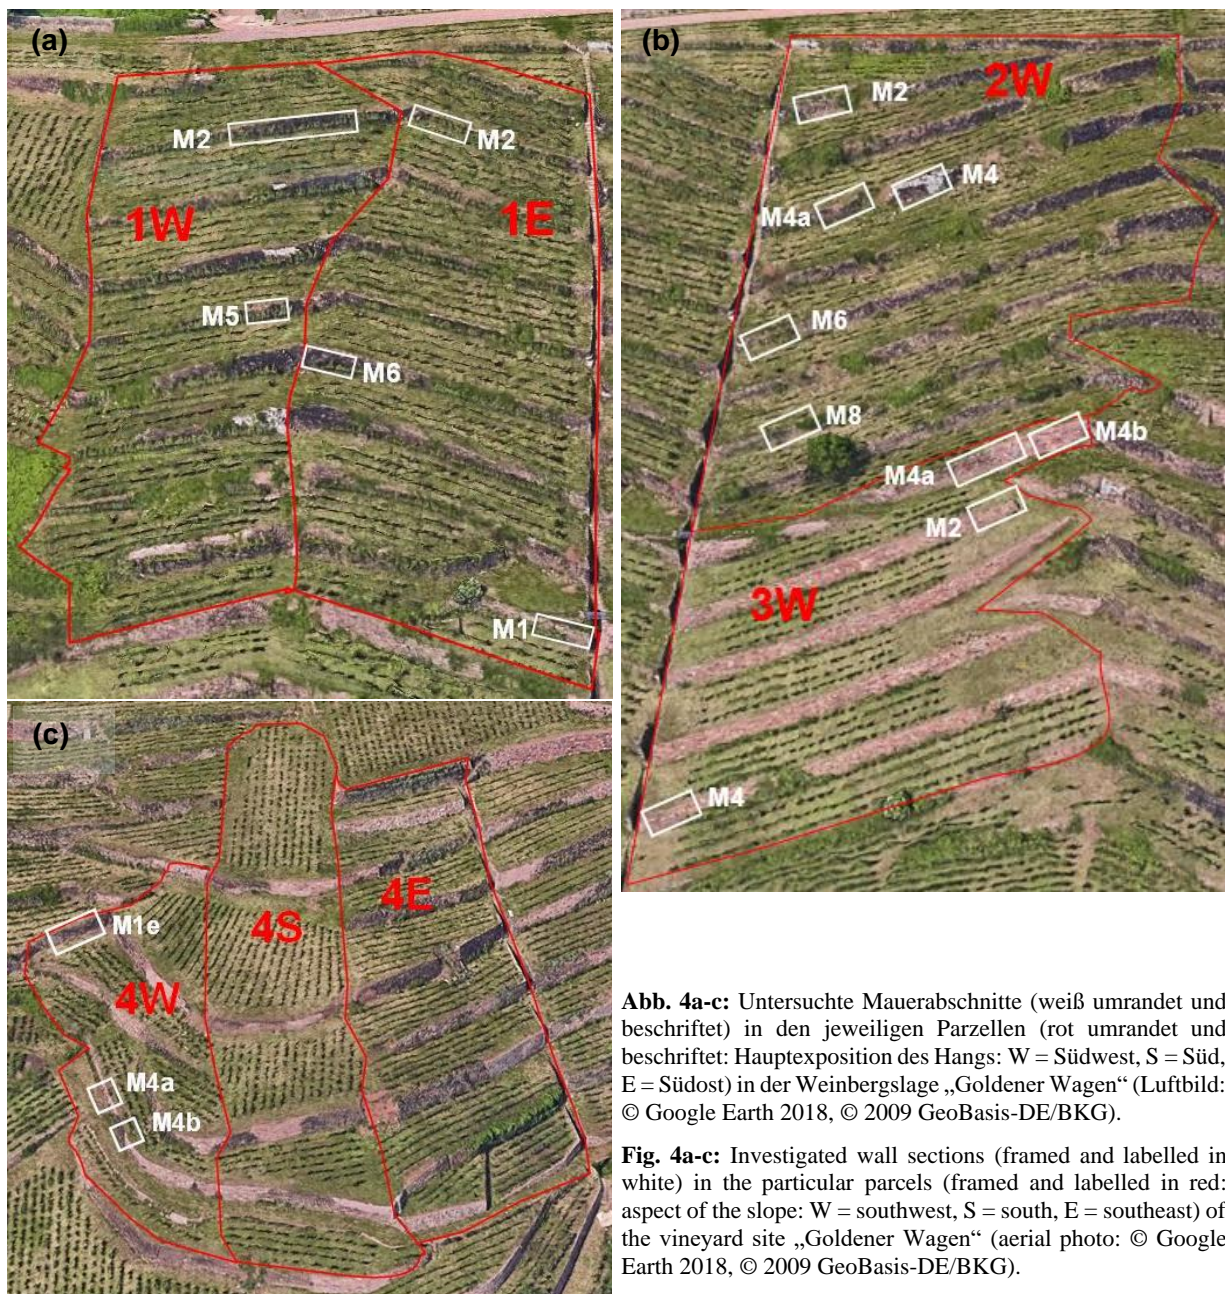 (a)
M2
M2
1W
1E
M5
M6
M1
(b)
2W
M2
M4
M4a
M6
M8
M4b
M4a
M2
3W
M4
(c)
4S
4E
M1e
4W
M4a
M4b
Abb. 4a-c: Untersuchte Mauerabschnitte (weiß umrandet und
beschriftet) in den jeweiligen Parzellen (rot umrandet und
beschriftet: Hauptexposition des Hangs: W = Südwest, S = Süd,
E = Südost) in der Weinbergslage „Goldener Wagen“ (Luftbild:
© Google Earth 2018, © 2009 GeoBasis-DE/BKG).
Fig. 4a-c: Investigated wall sections (framed and labelled in
white) in the particular parcels (framed and labelled in red:
aspect of the slope: W = southwest, S = south, E = southeast) of
the vineyard site „Goldener Wagen“ (aerial photo: © Google
Earth 2018, © 2009 GeoBasis-DE/BKG).